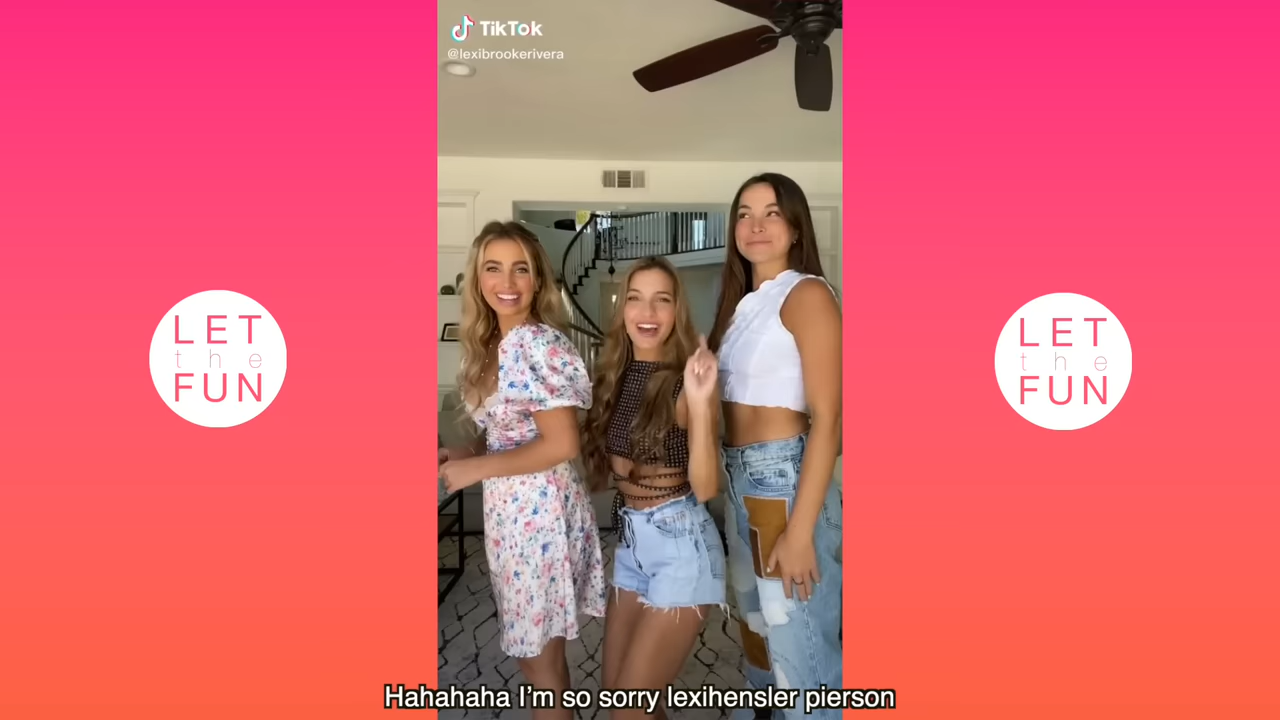 TikTok
@lexibrookerivera
LET
the
FUN
LET
the
FUN
Hahahaha I'm so sorry lexihensler pierson